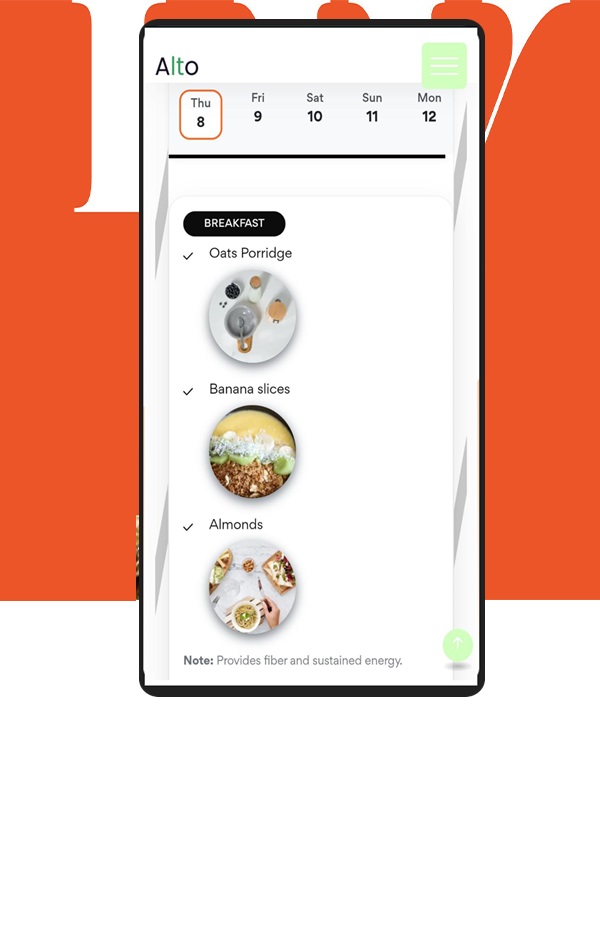 Alto
Thu Fri Sat Sun Mon
8 9 10 11 12
BREAKFAST
Oats Porridge
Banana slices
Almonds
Note: Provides fiber and sustained energy.